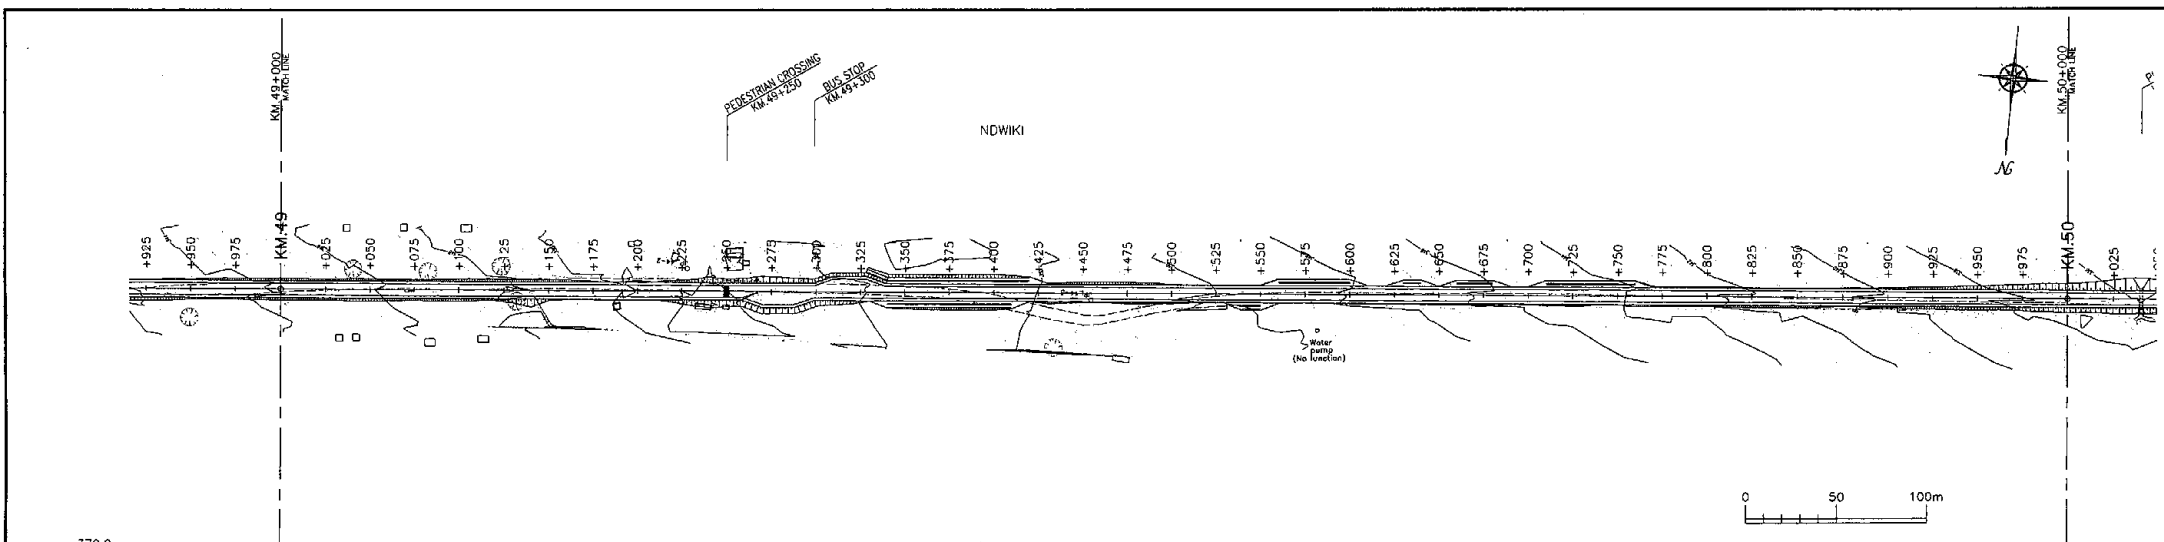 KM.49+000
MATCH LINE
PEDESTRIAN CROSSING
KM.49+250
BUS STOP
KM.49+300
NDWIKI
KM.50+000
MATCH LINE
+925
+950
+975
KM.49
+025
+050
+075
+100
+125
+150
+175
+200
+225
+250
+275
+300
+325
+350
+375
+400
+425
+450
+475
+500
+525
+550
+575
+600
+625
+650
+675
+700
+725
+750
+775
+800
+825
+850
+875
+900
+925
+950
+975
KM.50
+025
Water
pump
(No function)
0 50 100m